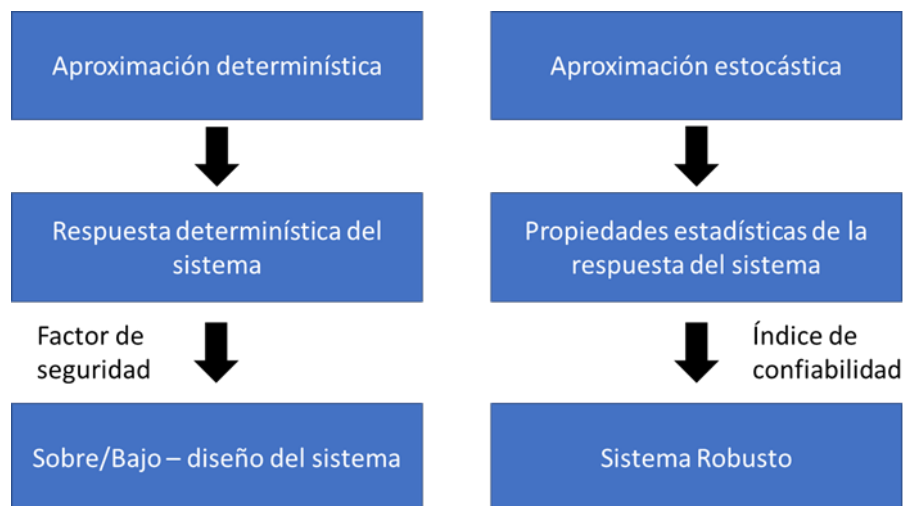 Aproximación determinística
Aproximación estocástica
Respuesta determinística del
sistema
Propiedades estadísticas de la
respuesta del sistema
Factor de
seguridad
Índice de
confiabilidad
Sobre/Bajo – diseño del sistema
Sistema Robusto